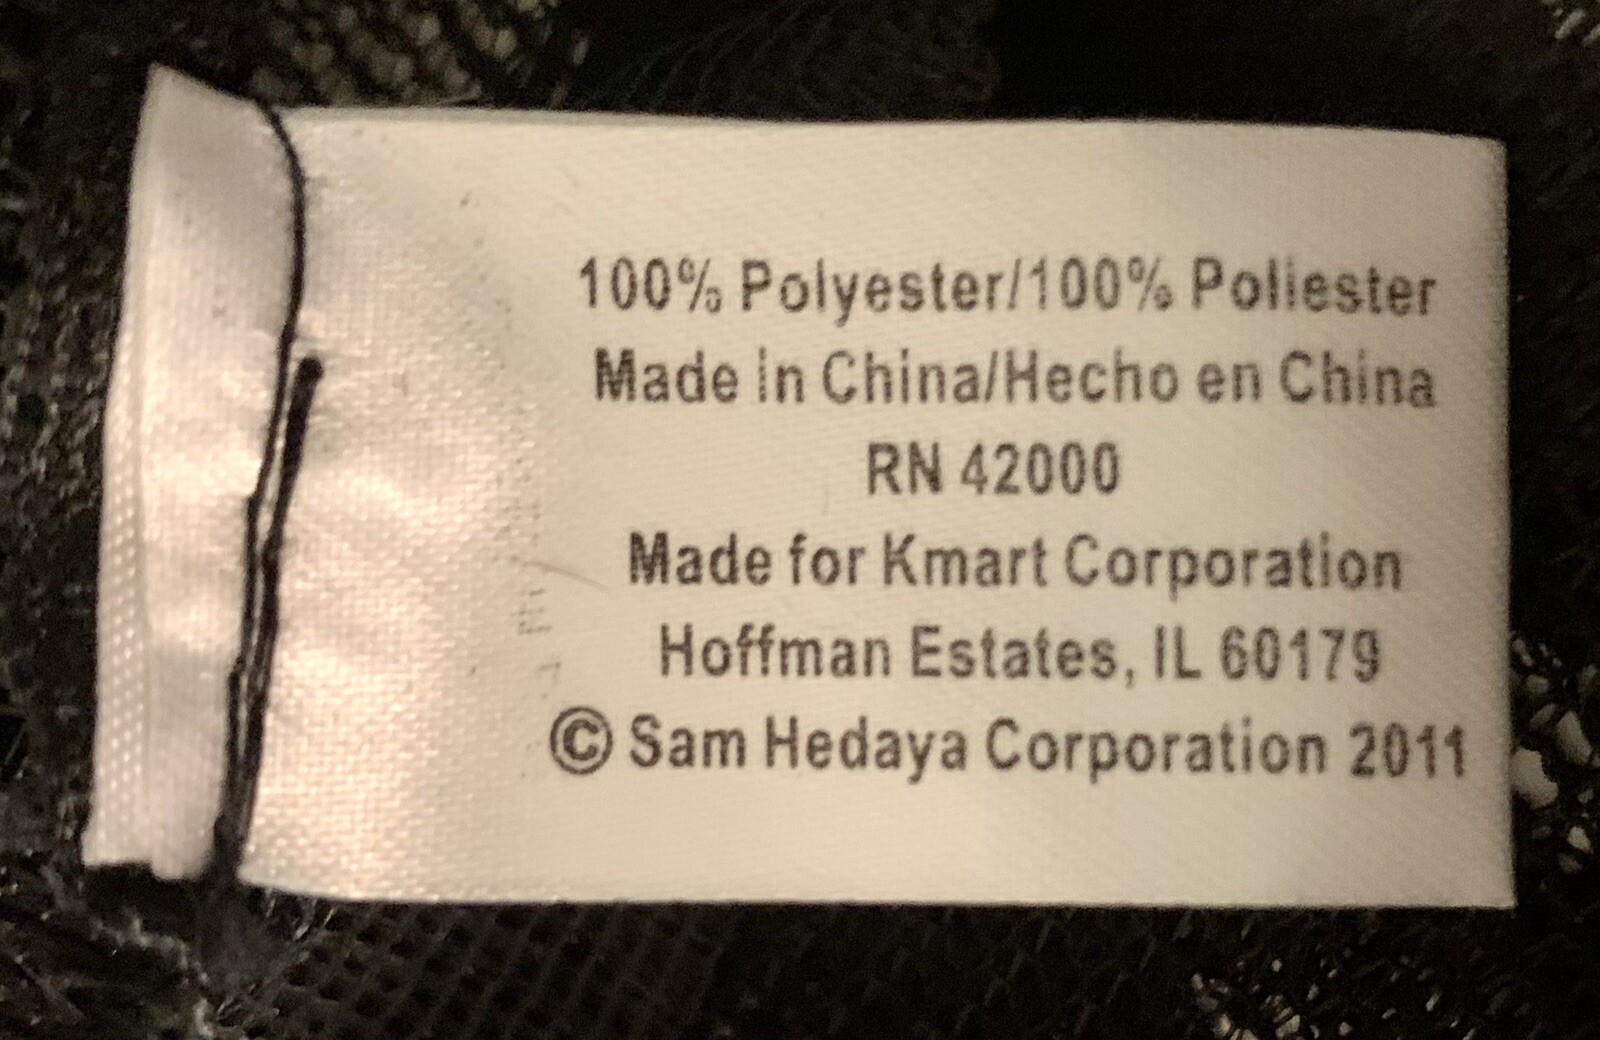 100% Polyester/100% Poliester
Made in China/Hecho en China
RN 42000
Made for Kmart Corporation
Hoffman Estates, IL 60179
© Sam Hedaya Corporation 2011